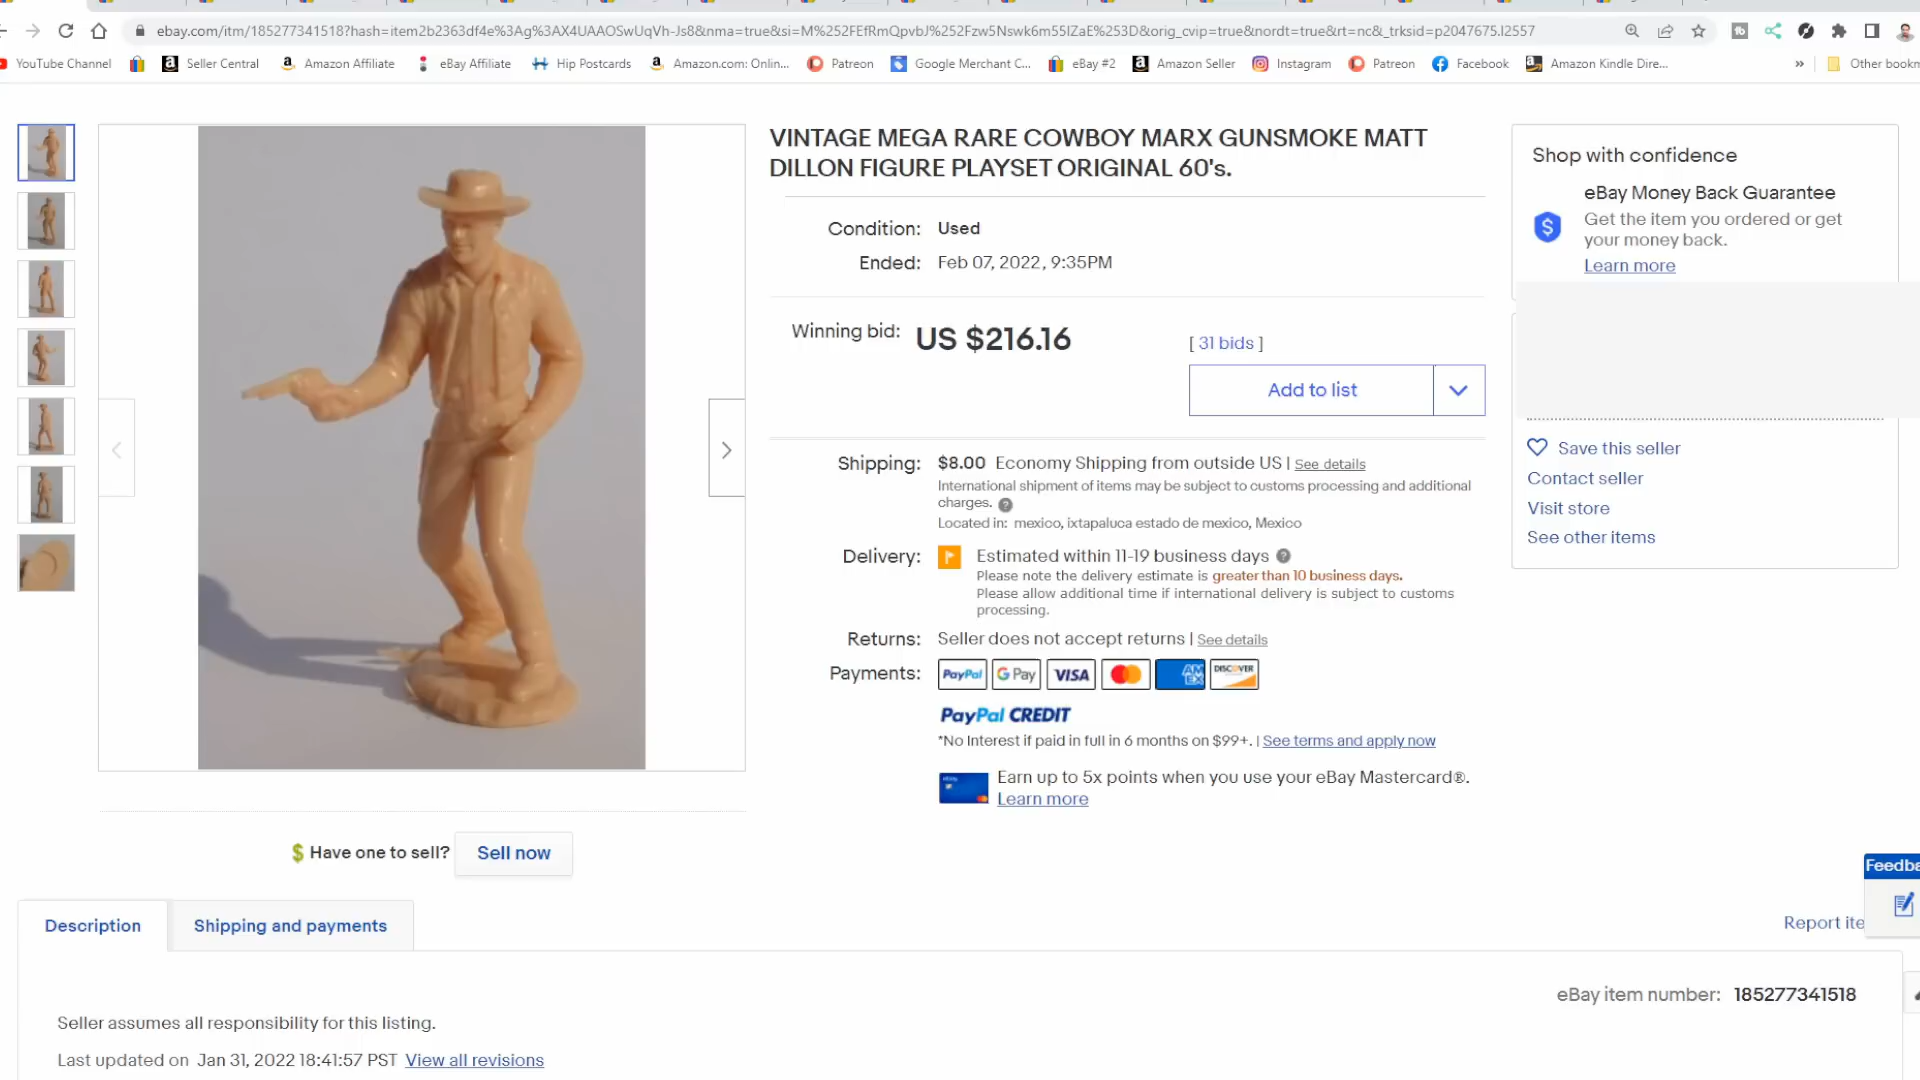 ebay.com/itm/185277341518?hash=item2b2363df4e%3Ag%3AX4UAAOSwUqVh-Js8&nma=true&si=M%252FEfRmQpvbJ%252Fzw5Nswk6m55IZaE%253D&orig_cvip=true&nordt=true&rt=nc&_trksid=p2047675.l2557
YouTube Channel
Seller Central
Amazon Affiliate
eBay Affiliate
Hip Postcards
Amazon.com: Onlin...
Patreon
Google Merchant C...
eBay #2
Amazon Seller
Instagram
Patreon
Facebook
Amazon Kindle Dire...
»
Other bookm
VINTAGE MEGA RARE COWBOY MARX GUNSMOKE MATT
DILLON FIGURE PLAYSET ORIGINAL 60's.
Condition: Used
Ended: Feb 07, 2022, 9:35PM
Winning bid: US $216.16
[ 31 bids ]
Add to list
Shipping: $8.00 Economy Shipping from outside US | See details
International shipment of items may be subject to customs processing and additional
charges. ?
Located in: mexico, ixtapaluca estado de mexico, Mexico
Delivery: Estimated within 11-19 business days ?
Please note the delivery estimate is greater than 10 business days.
Please allow additional time if international delivery is subject to customs
processing.
Returns: Seller does not accept returns | See details
Payments: PayPal G Pay VISA AM EX DISCOVER
PayPal CREDIT
*No Interest if paid in full in 6 months on $99+. | See terms and apply now
Earn up to 5x points when you use your eBay Mastercard®.
Learn more
Shop with confidence
eBay Money Back Guarantee
Get the item you ordered or get
your money back.
Learn more
Save this seller
Contact seller
Visit store
See other items
$ Have one to sell? Sell now
Feedba
Description
Shipping and payments
Report ite
eBay item number: 185277341518
Seller assumes all responsibility for this listing.
Last updated on Jan 31, 2022 18:41:57 PST View all revisions